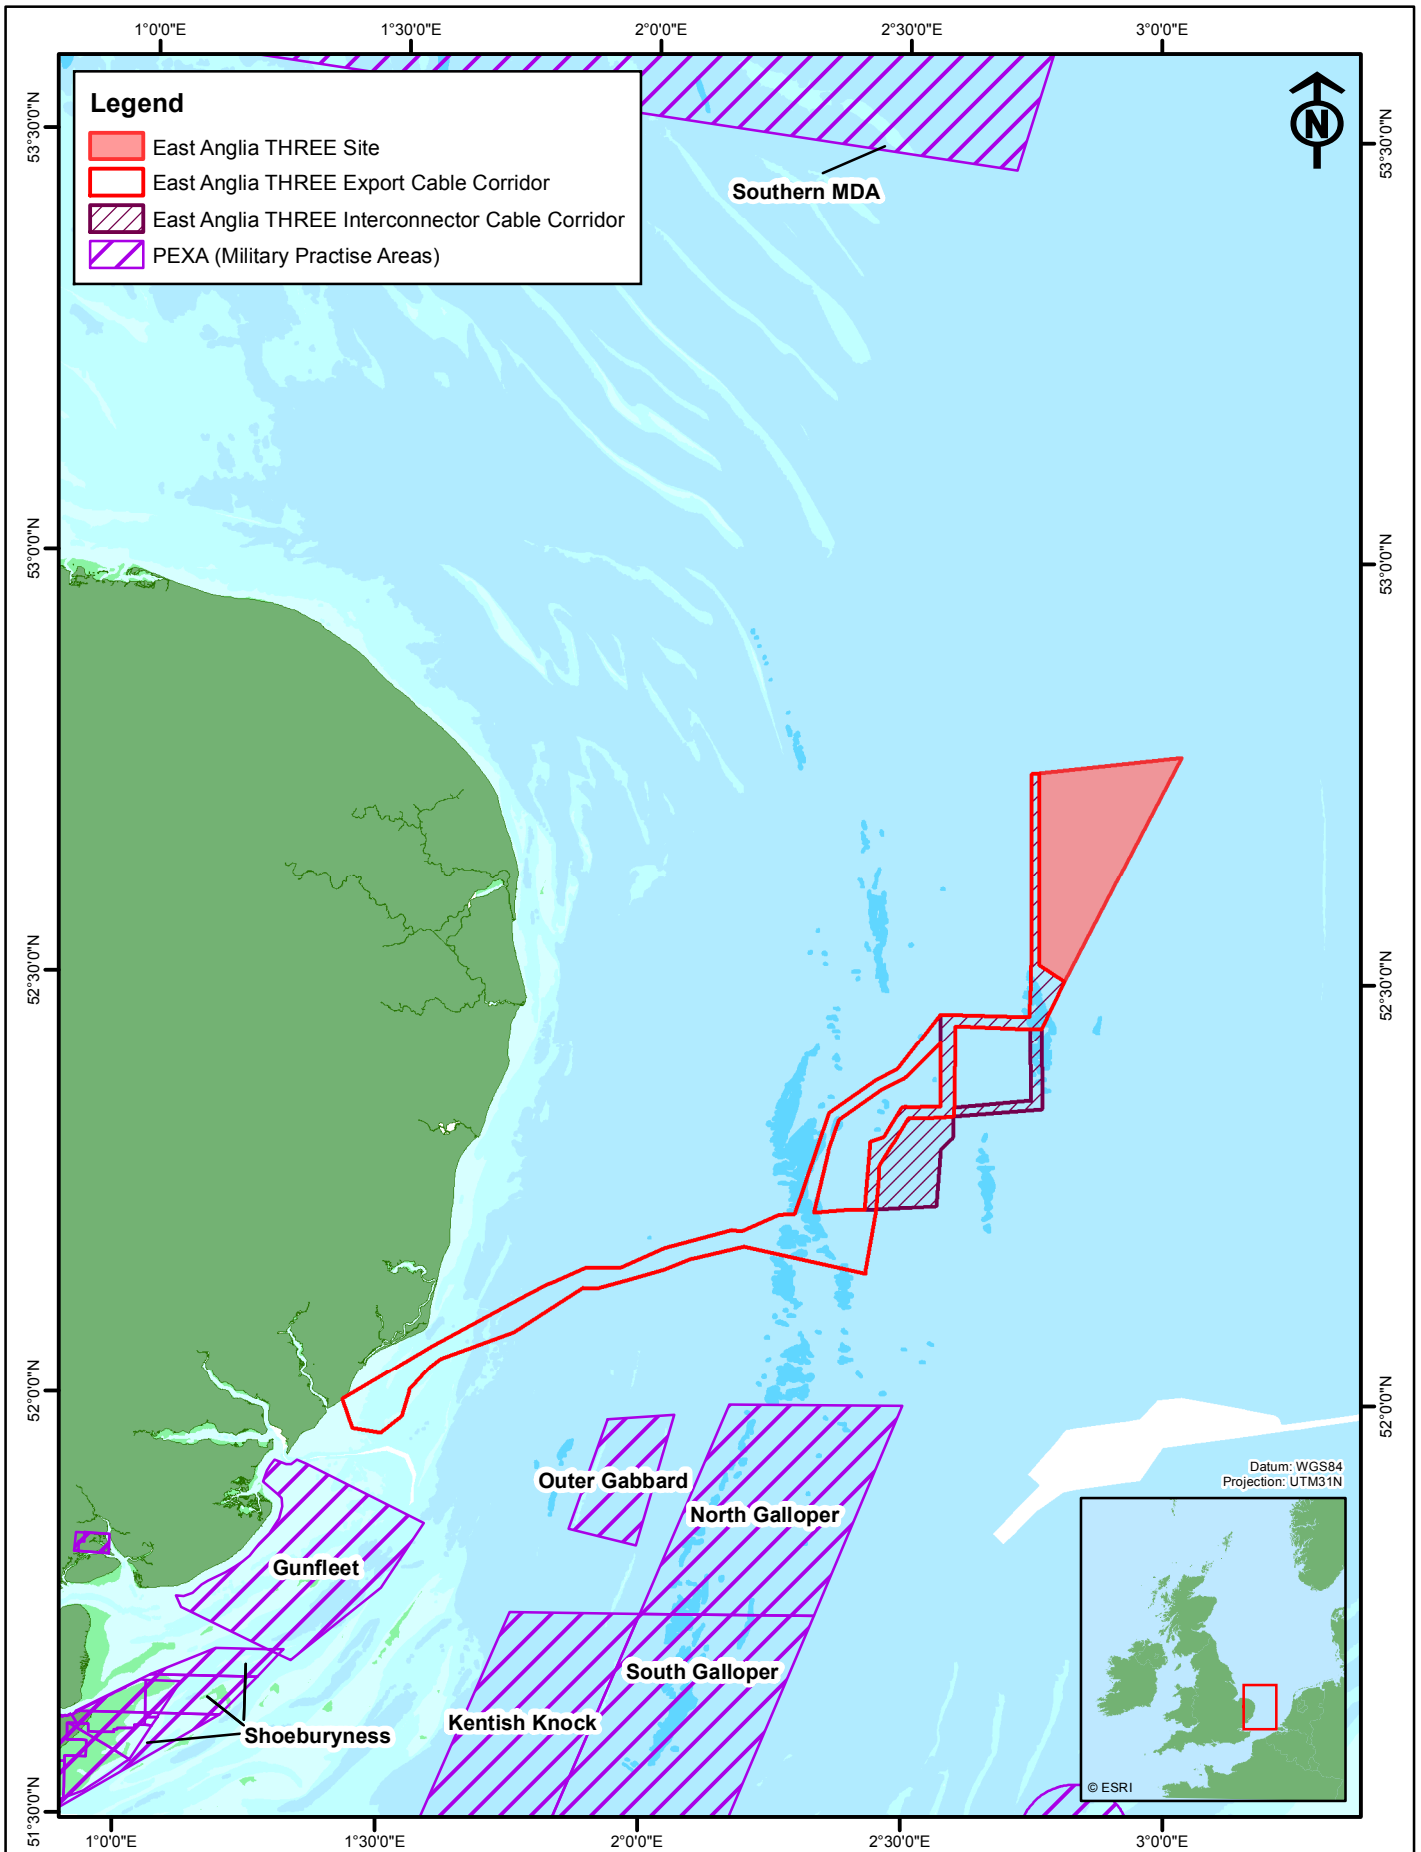 1°0'0"E
1°30'0"E
2°0'0"E
2°30'0"E
3°0'0"E
Legend
East Anglia THREE Site
East Anglia THREE Export Cable Corridor
East Anglia THREE Interconnector Cable Corridor
PEXA (Military Practise Areas)
N
53°30'0"N
53°30'0"N
Southern MDA
53°0'0"N
53°0'0"N
52°30'0"N
52°30'0"N
52°0'0"N
52°0'0"N
Outer Gabbard
North Galloper
Gunfleet
South Galloper
Kentish Knock
Shoeburyness
Datum: WGS84
Projection: UTM31N
© ESRI
51°30'0"N
1°0'0"E
1°30'0"E
2°0'0"E
2°30'0"E
3°0'0"E